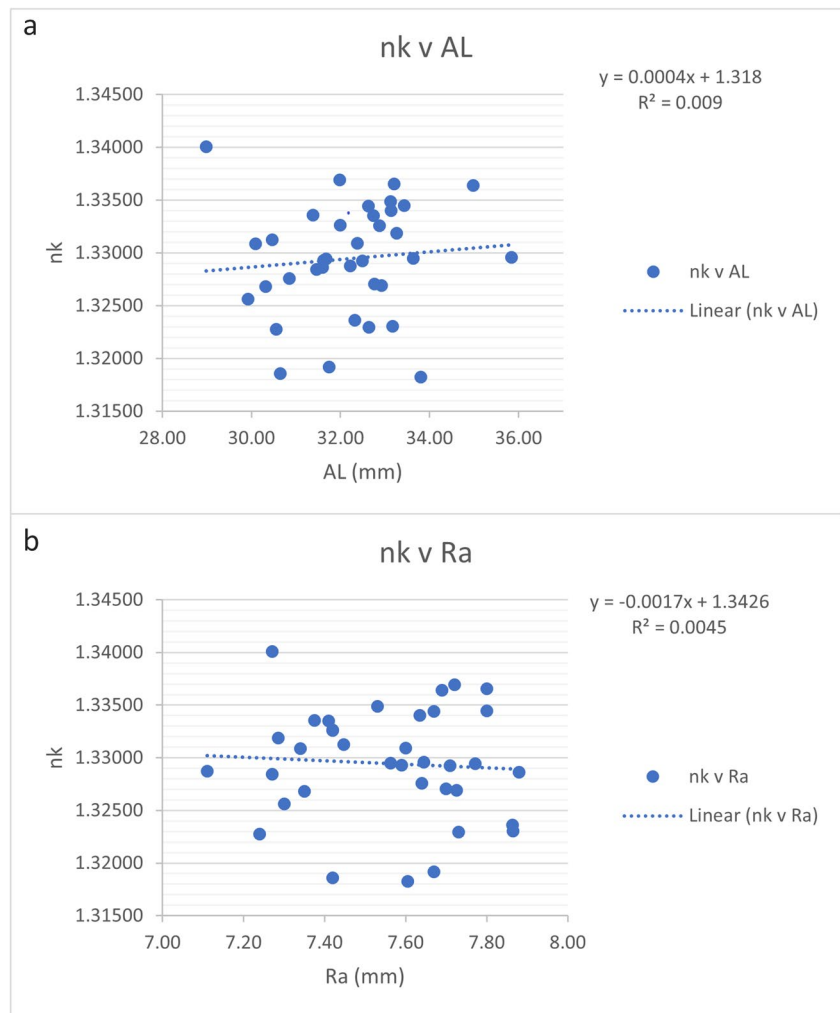 a
nk v AL
y = 0.0004x + 1.318
R² = 0.009
1.34500
1.34000
1.33500
1.33000
1.32500
1.32000
1.31500
nk
28.00 30.00 32.00 34.00 36.00
AL (mm)
nk v AL
Linear (nk v AL)
b
nk v Ra
y = -0.0017x + 1.3426
R² = 0.0045
1.34500
1.34000
1.33500
1.33000
1.32500
1.32000
1.31500
nk
7.00 7.20 7.40 7.60 7.80 8.00
Ra (mm)
nk v Ra
Linear (nk v Ra)